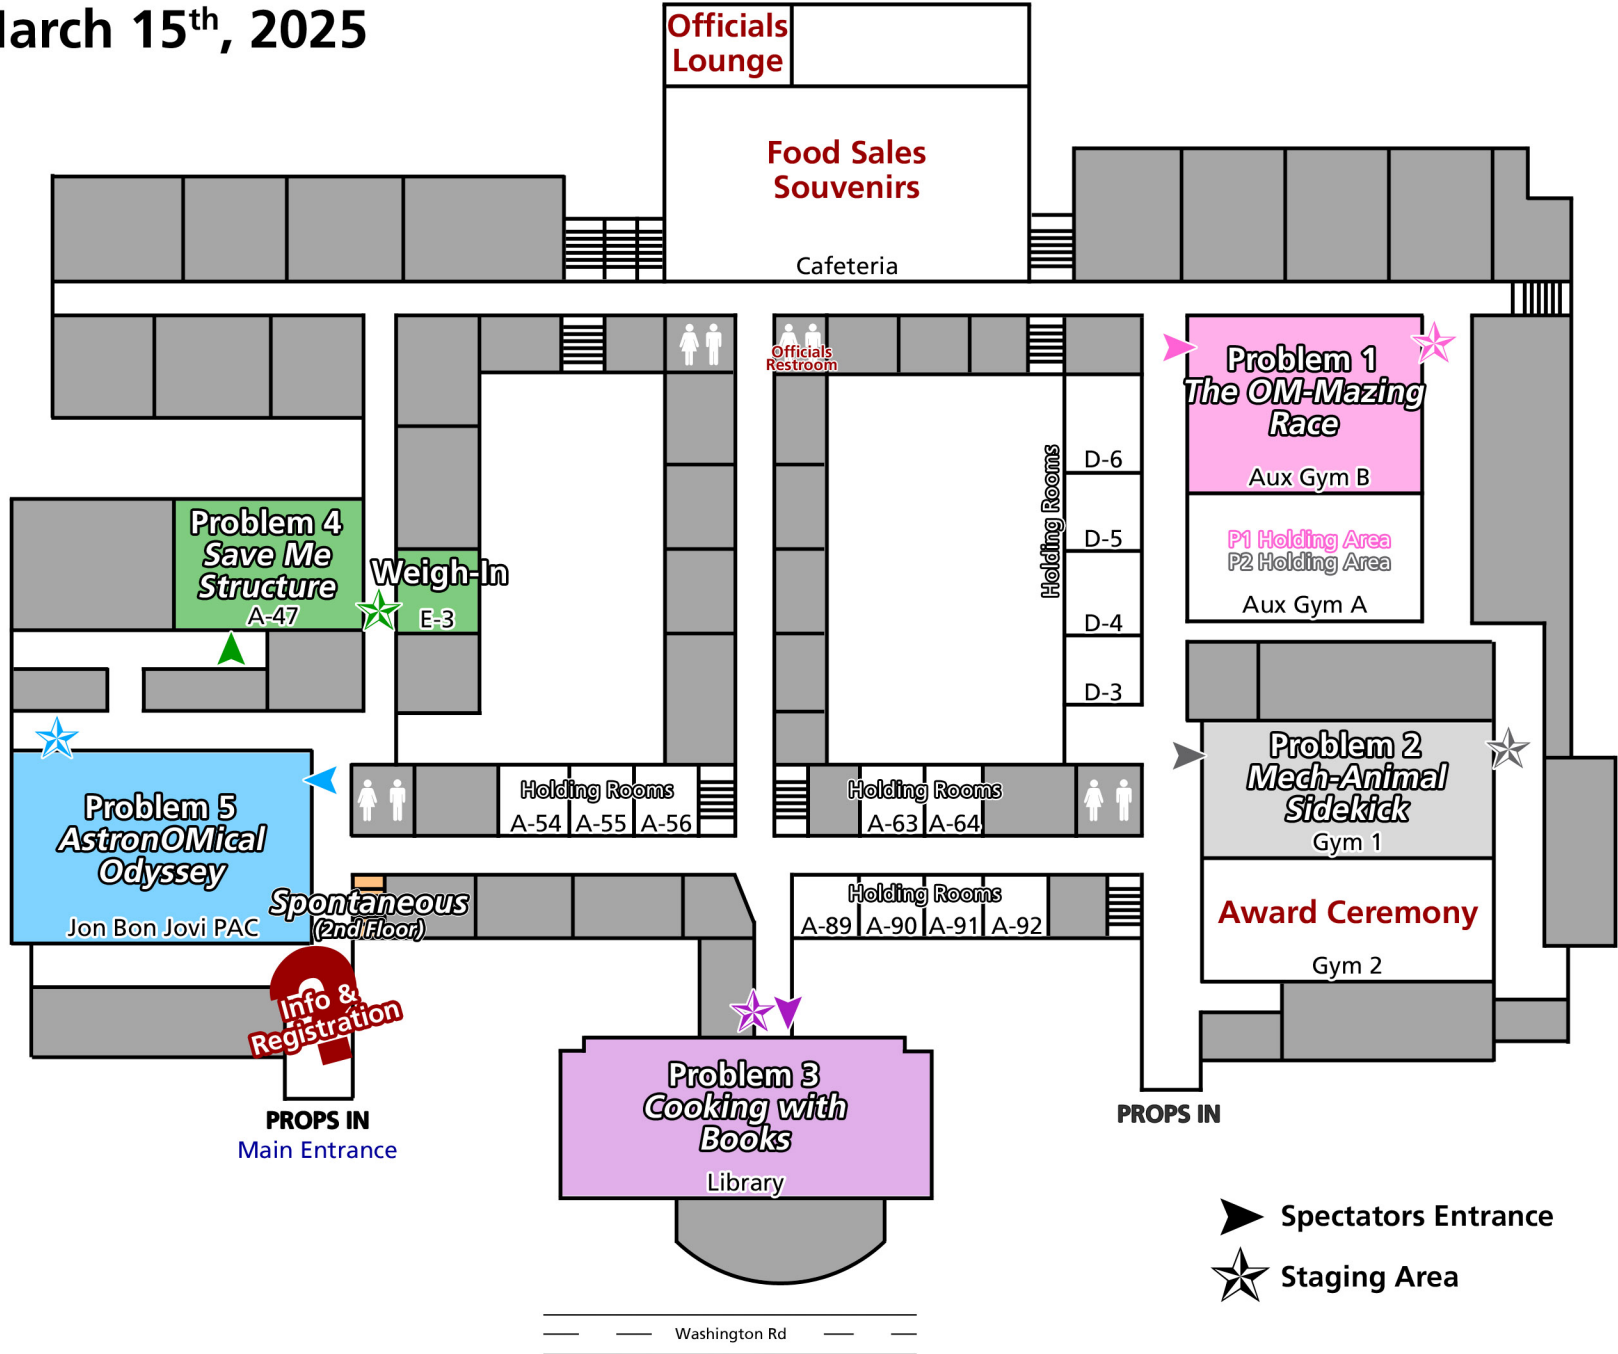 March 15th, 2025
Officials
Lounge
Food Sales
Souvenirs
Cafeteria
Officials
Restroom
Problem 1
The OM-Mazing
Race
Aux Gym B
P1 Holding Area
P2 Holding Area
Aux Gym A
Holding Rooms
D-6
D-5
D-4
D-3
Problem 4
Save Me
Structure
A-47
Weigh-In
E-3
Problem 2
Mech-Animal
Sidekick
Gym 1
Award Ceremony
Gym 2
Problem 5
AstronOMical
Odyssey
Jon Bon Jovi PAC
Holding Rooms
A-54 A-55 A-56
Holding Rooms
A-63 A-64
Spontaneous
(2nd Floor)
Holding Rooms
A-89 A-90 A-91 A-92
Info &
Registration
PROPS IN
Main Entrance
PROPS IN
Problem 3
Cooking with
Books
Library
Spectators Entrance
Staging Area
Washington Rd